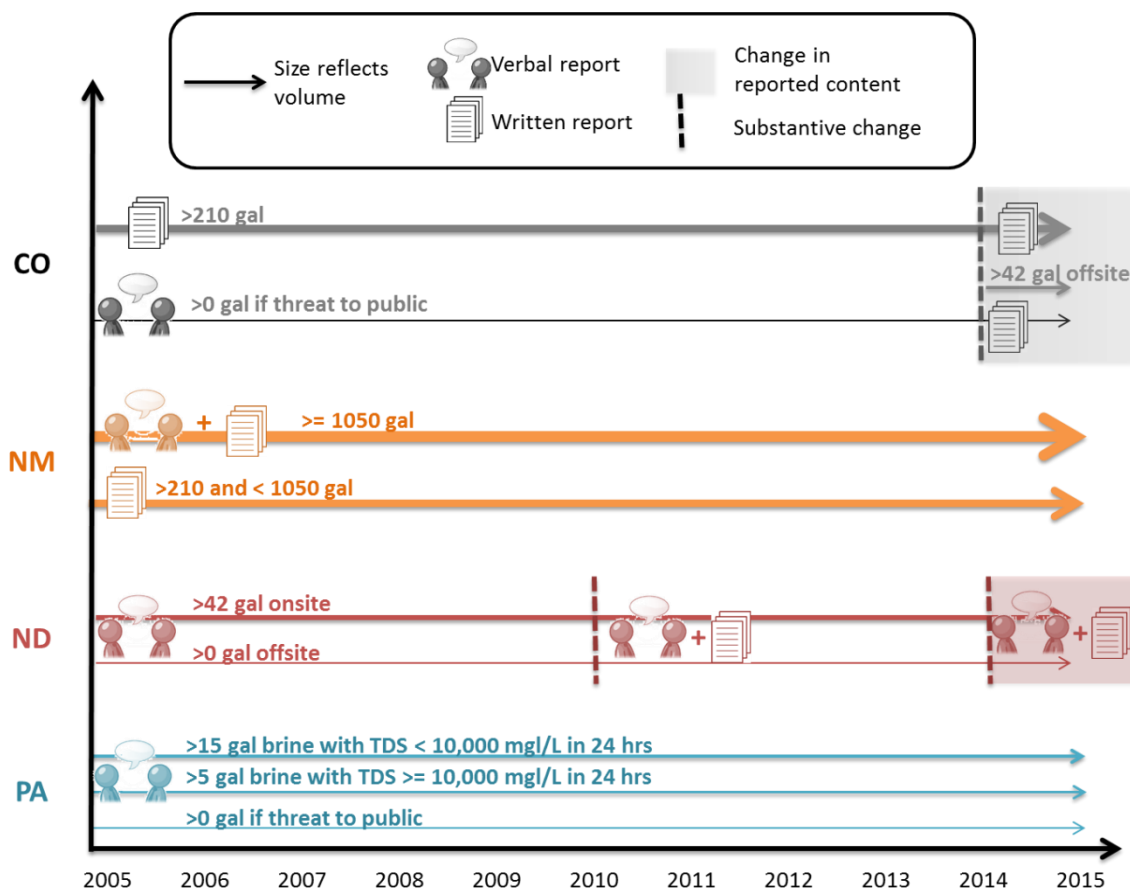 Size reflects
volume
Verbal report
Written report
Change in
reported content
Substantive change
CO
>210 gal
>42 gal offsite
>0 gal if threat to public
NM
+
>= 1050 gal
>210 and < 1050 gal
ND
>42 gal onsite
+
+
>0 gal offsite
PA
>15 gal brine with TDS < 10,000 mgl/L in 24 hrs
>5 gal brine with TDS >= 10,000 mgl/L in 24 hrs
>0 gal if threat to public
2005 2006 2007 2008 2009 2010 2011 2012 2013 2014 2015